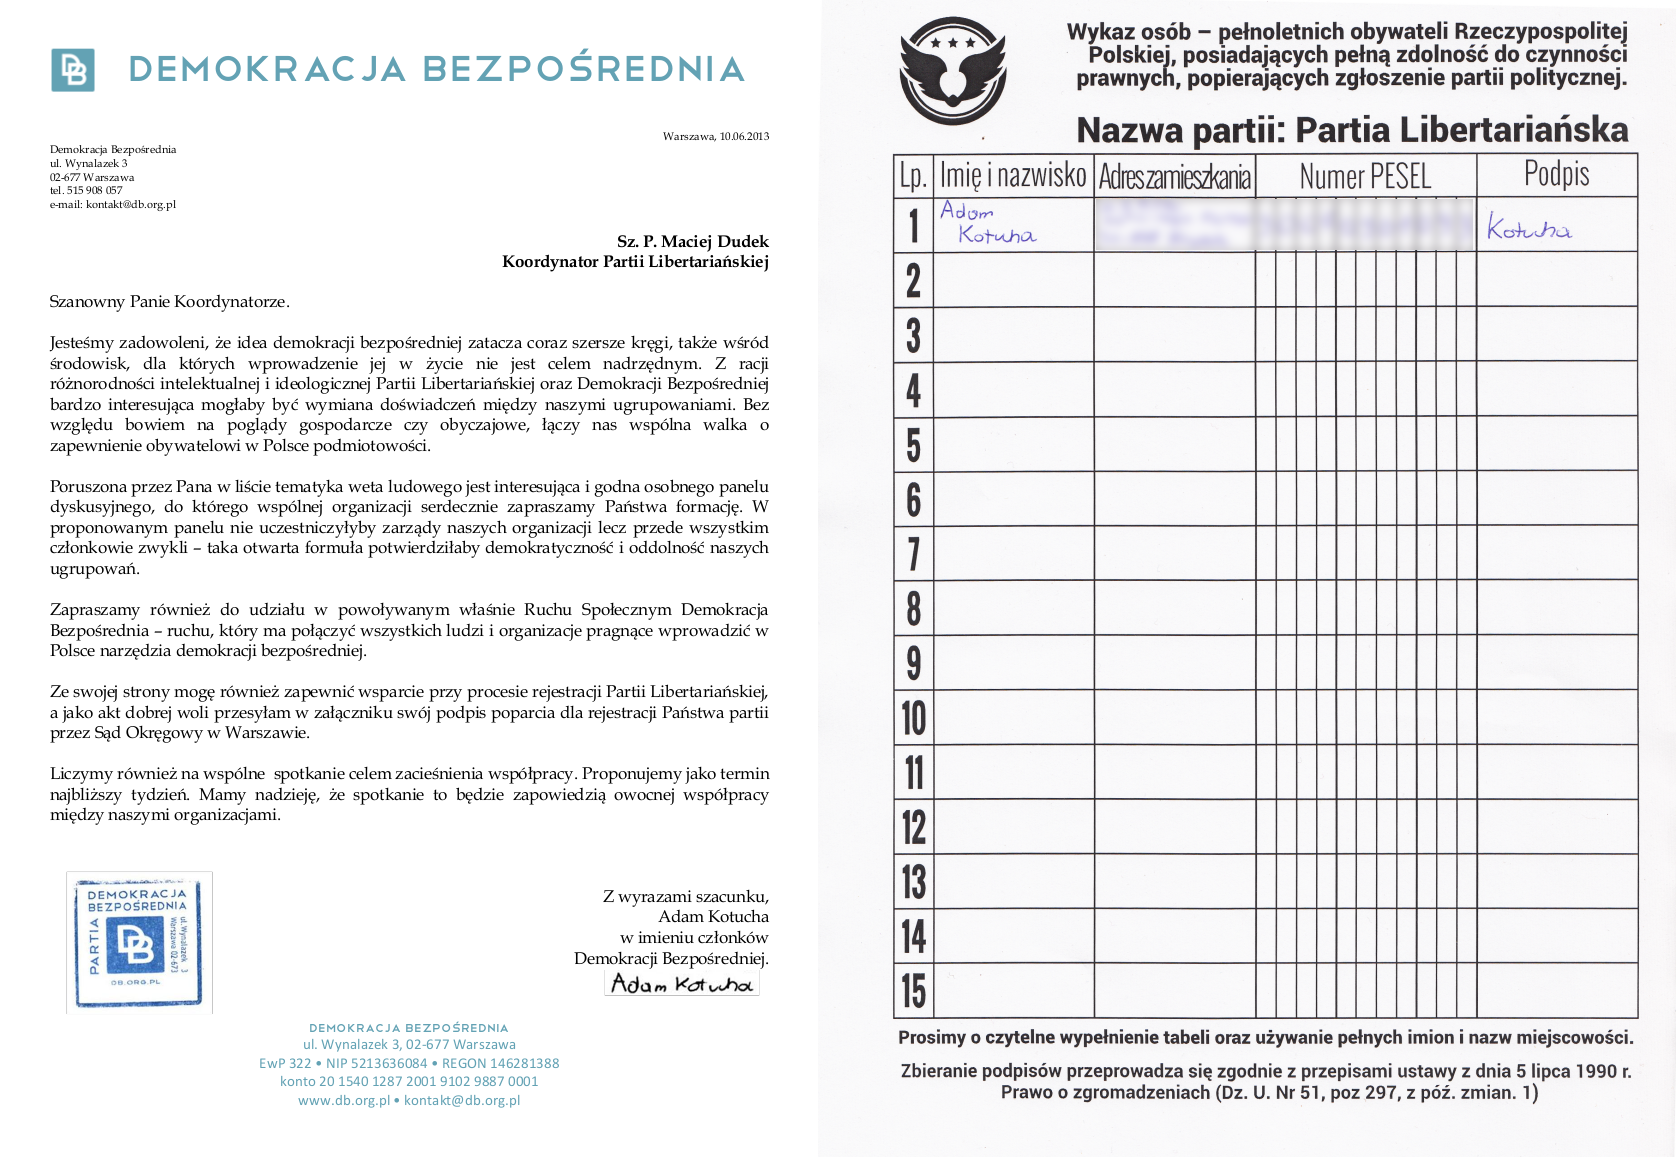 DB DEMOKRACJA BEZPOŚREDNIA
Warszawa, 10.06.2013
Demokracja Bezpośrednia
ul. Wynalazek 3
02-677 Warszawa
tel. 515 908 057
e-mail: kontakt@db.org.pl
Sz. P. Maciej Dudek
Koordynator Partii Libertariańskiej
Szanowny Panie Koordynatorze.
Jesteśmy zadowoleni, że idea demokracji bezpośredniej zatacza coraz szersze kręgi, także wśród
środowisk, dla których wprowadzenie jej w życie nie jest celem nadrzędnym. Z racji
różnorodności intelektualnej i ideologicznej Partii Libertariańskiej oraz Demokracji Bezpośredniej
bardzo interesująca mogłaby być wymiana doświadczeń między naszymi ugrupowaniami. Bez
względu bowiem na poglądy gospodarcze czy obyczajowe, łączy nas wspólna walka o
zapewnienie obywatelowi w Polsce podmiotowości.
Poruszona przez Pana w liście tematyka weta ludowego jest interesująca i godna osobnego panelu
dyskusyjnego, do którego wspólnej organizacji serdecznie zapraszamy Państwa formację. W
proponowanym panelu nie uczestniczyłyby zarządy naszych organizacji lecz przede wszystkim
członkowie zwykli – taka otwarta formuła potwierdziłaby demokratyczność i oddolność naszych
ugrupowań.
Zapraszamy również do udziału w powoływanym właśnie Ruchu Społecznym Demokracja
Bezpośrednia – ruchu, który ma połączyć wszystkich ludzi i organizacje pragnące wprowadzić w
Polsce narzędzia demokracji bezpośredniej.
Ze swojej strony mogę również zapewnić wsparcie przy procesie rejestracji Partii Libertariańskiej,
a jako akt dobrej woli przesyłam w załączniku swój podpis poparcia dla rejestracji Państwa partii
przez Sąd Okręgowy w Warszawie.
Liczymy również na wspólne spotkanie celem zacieśnienia współpracy. Proponujemy jako termin
najbliższy tydzień. Mamy nadzieję, że spotkanie to będzie zapowiedzią owocnej współpracy
między naszymi organizacjami.
DEMOKRACJA
BEZPOŚREDNIA
PARTIA
DB
ul. Wynalazek 3
Warszawa 02-673
DB.ORG.PL
Z wyrazami szacunku,
Adam Kotucha
w imieniu członków
Demokracji Bezpośredniej.
Adam Kotucha
DEMOKRACJA BEZPOŚREDNIA
ul. Wynalazek 3, 02-677 Warszawa
EwP 322 • NIP 5213636084 • REGON 146281388
konto 20 1540 1287 2001 9102 9887 0001
www.db.org.pl • kontakt@db.org.pl
Wykaz osób – pełnoletnich obywateli Rzeczypospolitej
Polskiej, posiadających pełną zdolność do czynności
prawnych, popierających zgłoszenie partii politycznej.
Nazwa partii: Partia Libertariańska
Lp. Imię i nazwisko Adres zamieszkania Numer PESEL Podpis
1 Adam Kotucha Kotucha
2
3
4
5
6
7
8
9
10
11
12
13
14
15
Prosimy o czytelne wypełnienie tabeli oraz używanie pełnych imion i nazw miejscowości.
Zbieranie podpisów przeprowadza się zgodnie z przepisami ustawy z dnia 5 lipca 1990 r.
Prawo o zgromadzeniach (Dz. U. Nr 51, poz 297, z póź. zmian. 1)